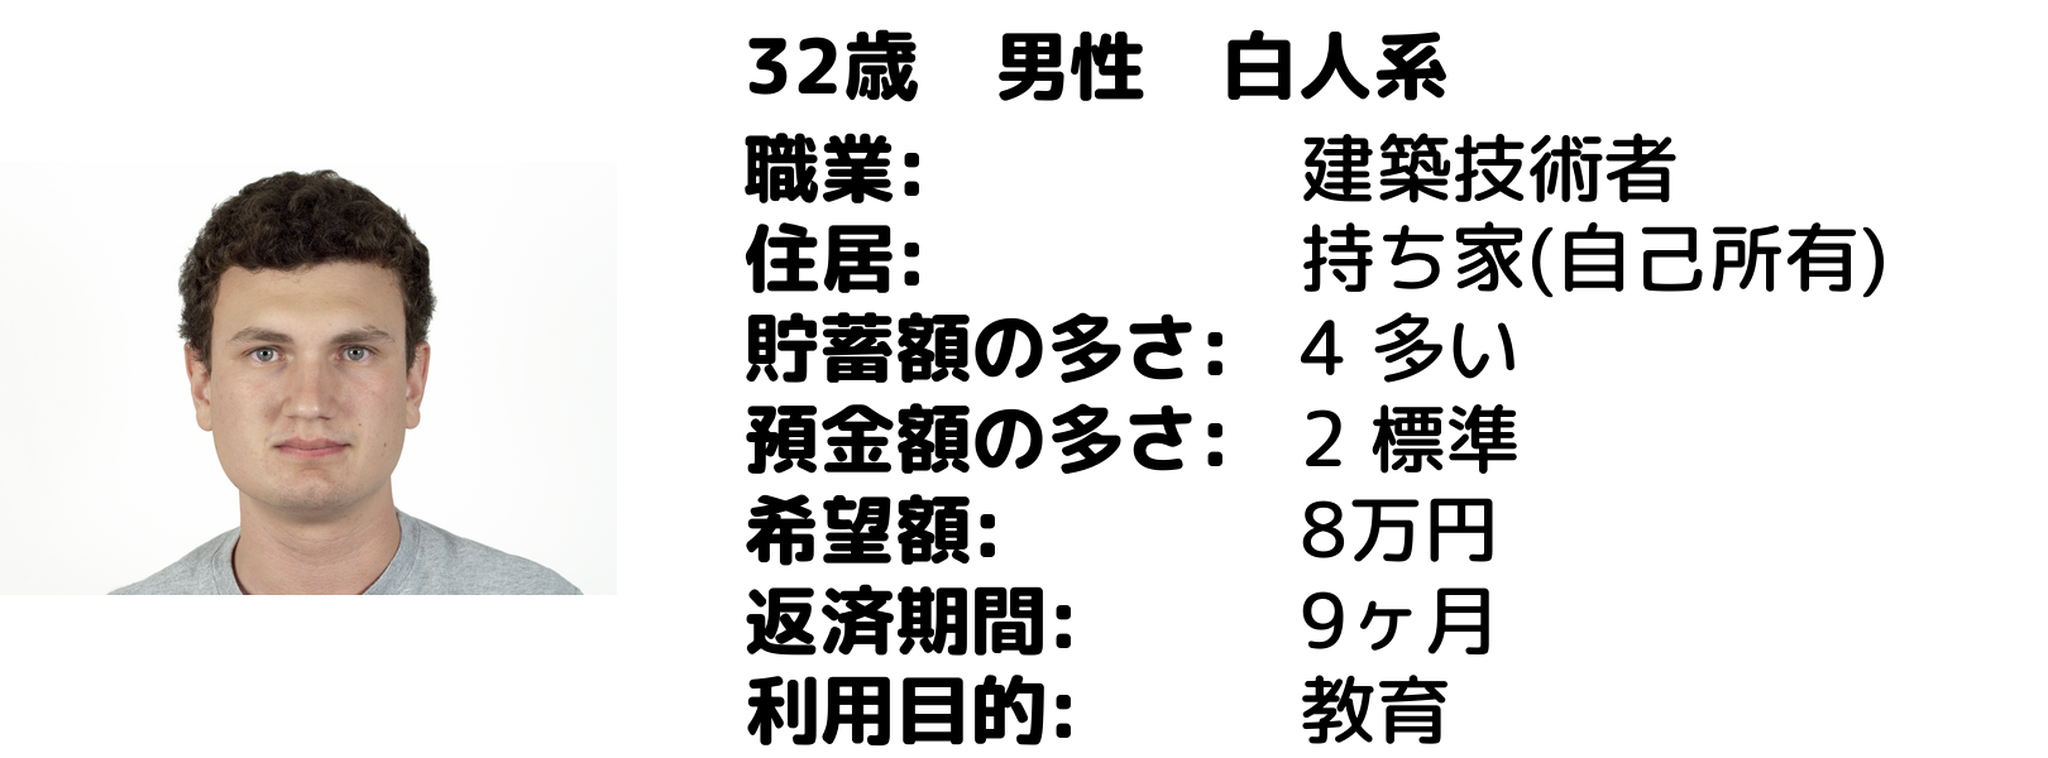 32歳　男性　白人系
職業:　建築技術者
住居:　持ち家(自己所有)
貯蓄額の多さ:　4 多い
預金額の多さ:　2 標準
希望額:　8万円
返済期間:　9ヶ月
利用目的:　教育